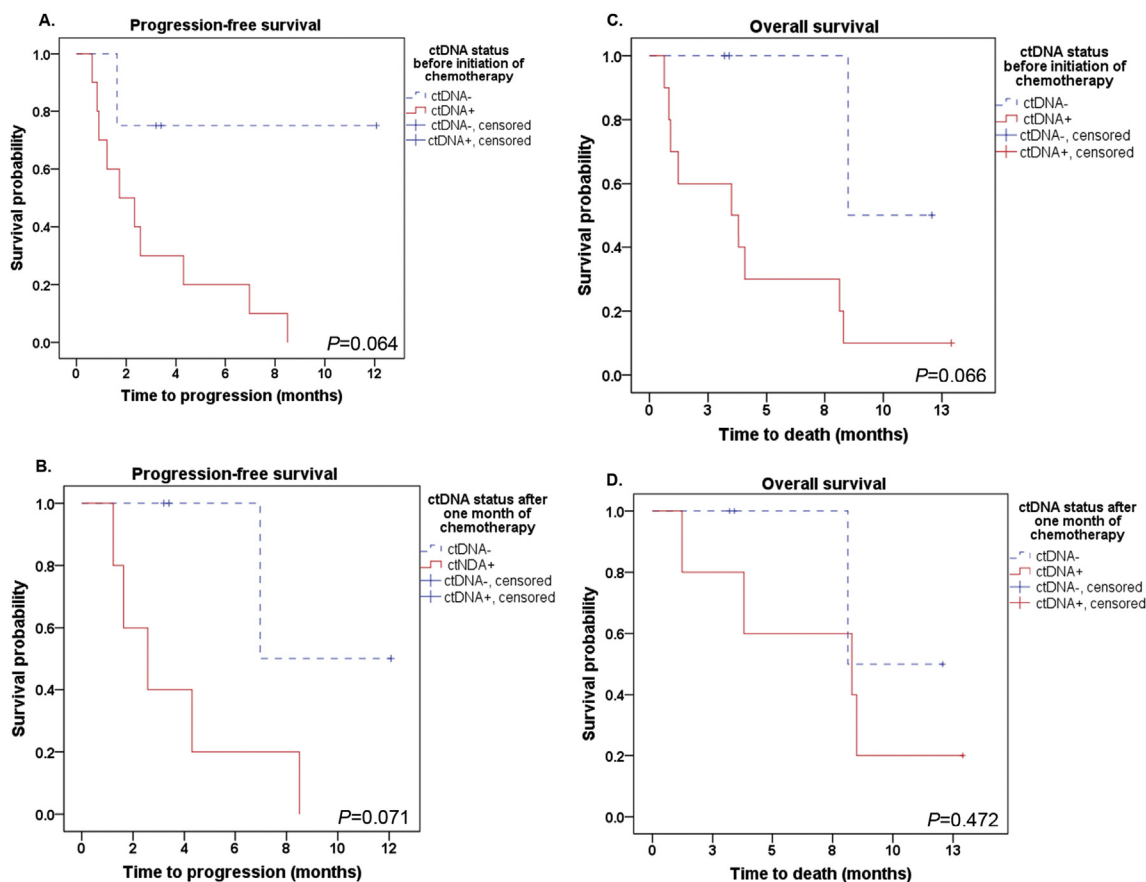 A.
Progression-free survival
ctDNA status
before initiation of
chemotherapy
ctDNA-
ctDNA+
ctDNA-, censored
ctDNA+, censored
Survival probability
1.0
0.8
0.6
0.4
0.2
0.0
P=0.064
0 2 4 6 8 10 12
Time to progression (months)
C.
Overall survival
ctDNA status
before initiation of
chemotherapy
ctDNA-
ctDNA+
ctDNA-, censored
ctDNA+, censored
Survival probability
1.0
0.8
0.6
0.4
0.2
0.0
P=0.066
0 3 5 8 10 13
Time to death (months)
B.
Progression-free survival
ctDNA status after
one month of
chemotherapy
ctDNA-
ctNDA+
ctDNA-, censored
ctDNA+, censored
Survival probability
1.0
0.8
0.6
0.4
0.2
0.0
P=0.071
0 2 4 6 8 10 12
Time to progression (months)
D.
Overall survival
ctDNA status after
one month of
chemotherapy
ctDNA-
ctDNA+
ctDNA-, censored
ctDNA+, censored
Survival probability
1.0
0.8
0.6
0.4
0.2
0.0
P=0.472
0 3 5 8 10 13
Time to death (months)